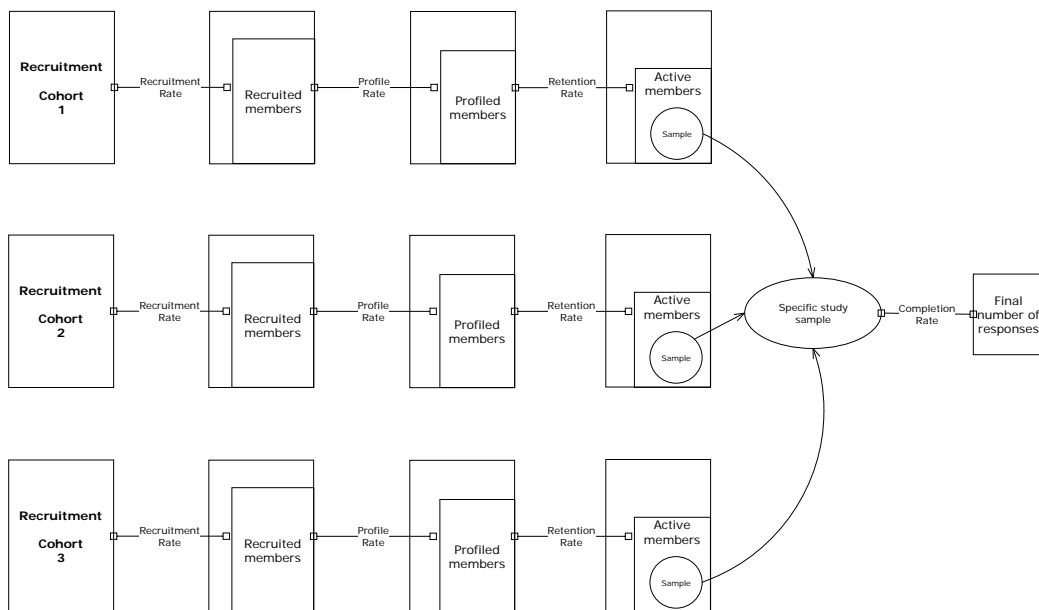 Recruitment
Cohort
1
Recruitment
Rate
Recruited
members
Profile
Rate
Profiled
members
Retention
Rate
Active
members
Sample
Recruitment
Cohort
2
Recruitment
Rate
Recruited
members
Profile
Rate
Profiled
members
Retention
Rate
Active
members
Sample
Specific study
sample
Completion
Rate
Final
number of
responses
Recruitment
Cohort
3
Recruitment
Rate
Recruited
members
Profile
Rate
Profiled
members
Retention
Rate
Active
members
Sample